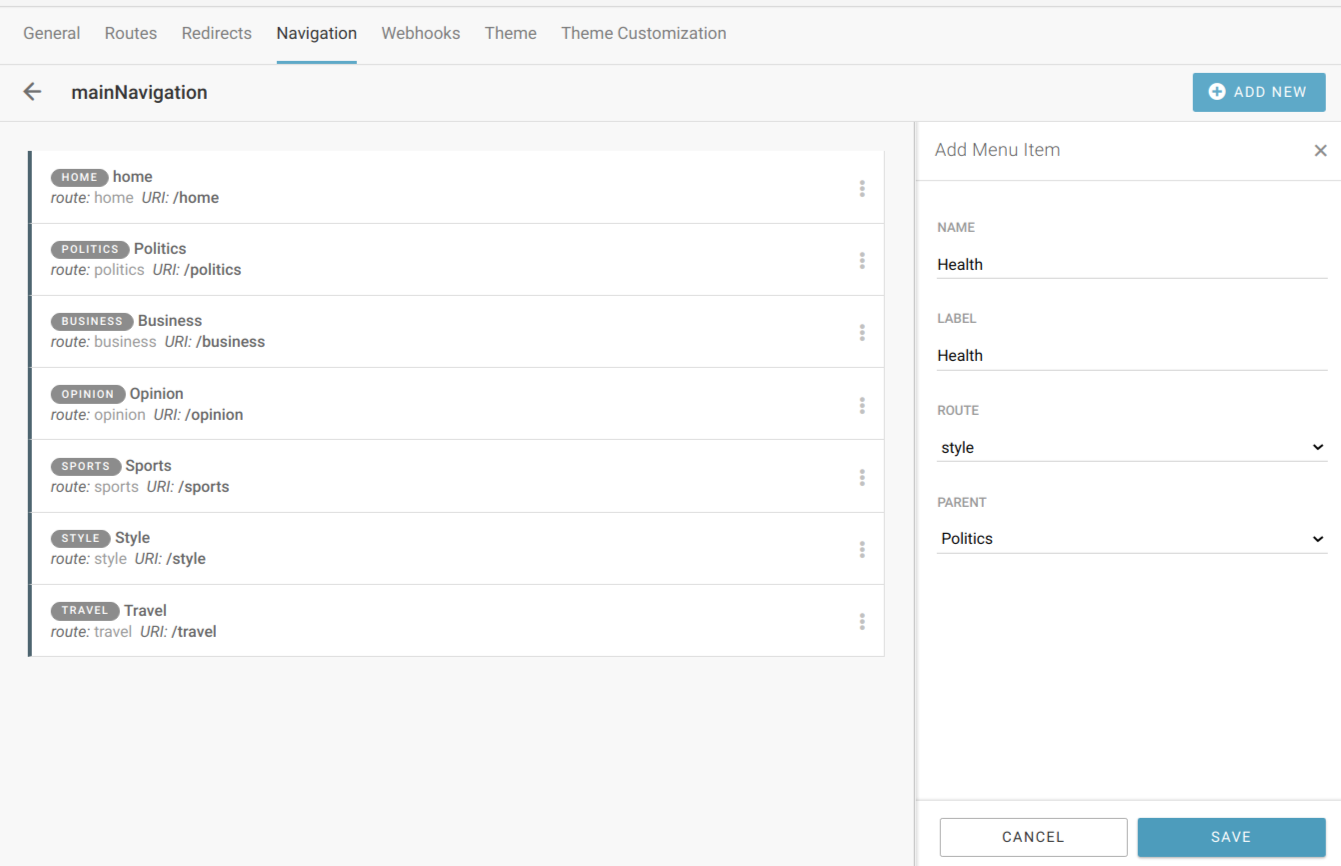 General Routes Redirects Navigation Webhooks Theme Theme Customization
mainNavigation
ADD NEW
HOME home
route: home URI: /home
POLITICS Politics
route: politics URI: /politics
BUSINESS Business
route: business URI: /business
OPINION Opinion
route: opinion URI: /opinion
SPORTS Sports
route: sports URI: /sports
STYLE Style
route: style URI: /style
TRAVEL Travel
route: travel URI: /travel
Add Menu Item
NAME
Health
LABEL
Health
ROUTE
style
PARENT
Politics
CANCEL SAVE